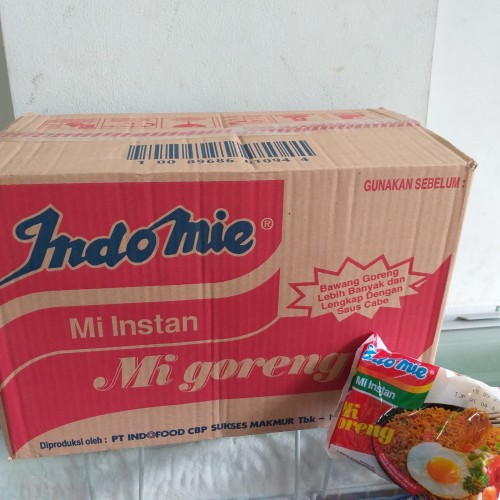 1 00 89686 01094 4
GUNAKAN SEBELUM :
Indomie®
Mi Instan
Mi goreng
Bawang Goreng
Lebih Banyak dan
Lengkap Dengan
Saus Cabe
Diproduksi oleh : PT INDOFOOD CBP SUKSES MAKMUR Tbk –
Indomie
Mi Instan
Mi
goreng